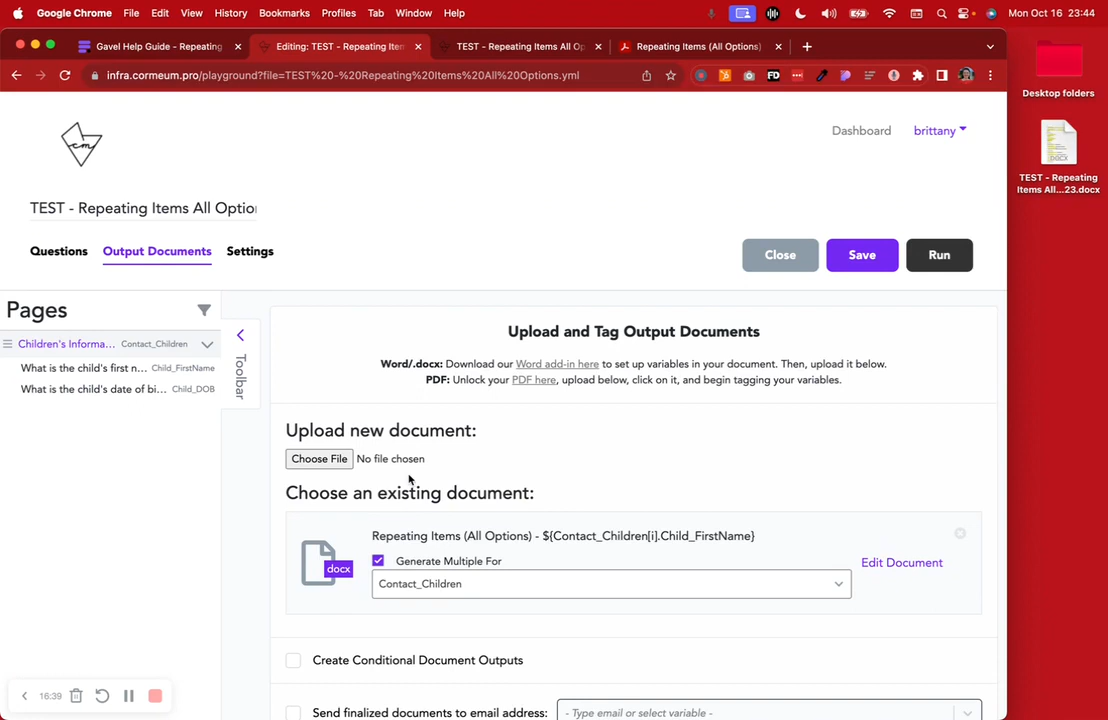 Google Chrome File Edit View History Bookmarks Profiles Tab Window Help Mon Oct 16 23:44
Gavel Help Guide - Repeating
Editing: TEST - Repeating Iten
TEST - Repeating Items All Op
Repeating Items (All Options)
infra.cormeum.pro/playground?file=TEST%20-%20Repeating%20Items%20All%20Options.yml
FD
Desktop folders
DOCX
TEST - Repeating
Items All...23.docx
cm
Dashboard brittany
TEST - Repeating Items All Optio
Questions Output Documents Settings
Close Save Run
Pages
Children's Informa... Contact_Children
What is the child's first n... Child_FirstName
What is the child's date of bi... Child_DOB
Toolbar
Upload and Tag Output Documents
Word/.docx: Download our Word add-in here to set up variables in your document. Then, upload it below.
PDF: Unlock your PDF here, upload below, click on it, and begin tagging your variables.
Upload new document:
Choose File No file chosen
Choose an existing document:
docx
Repeating Items (All Options) - ${Contact_Children[i].Child_FirstName}
Generate Multiple For
Contact_Children
Edit Document
Create Conditional Document Outputs
Send finalized documents to email address: - Type email or select variable -
16:39